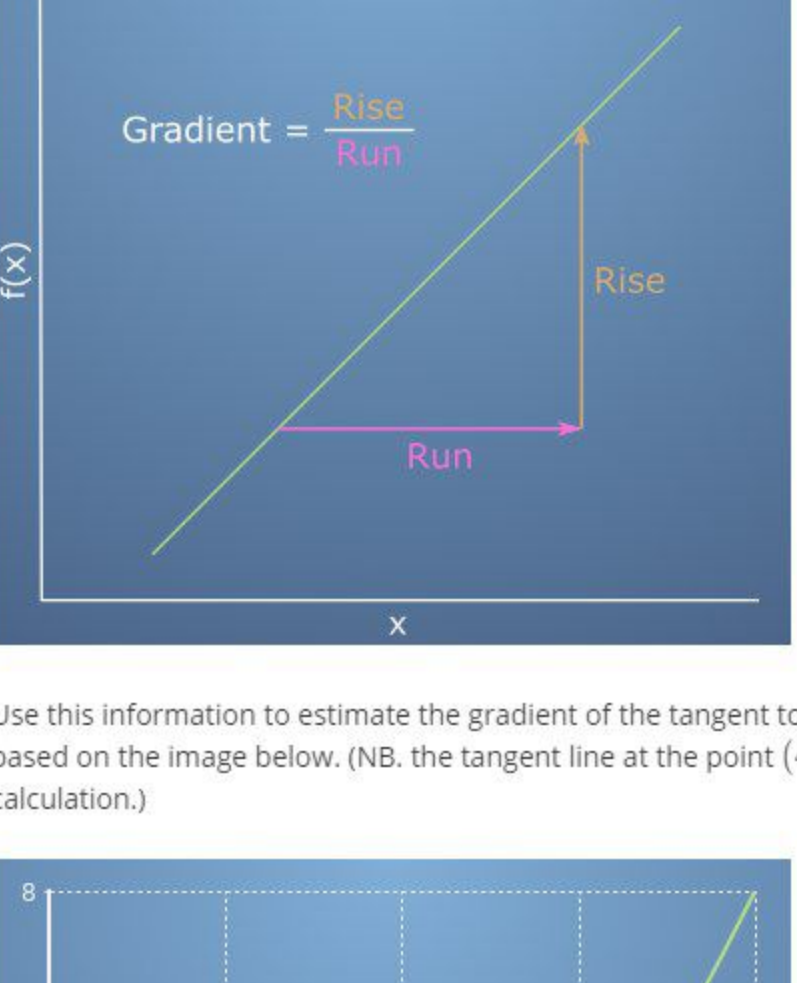 Gradient = Rise
Run
f(x)
Rise
Run
x
Use this information to estimate the gradient of the tangent to
based on the image below. (NB. the tangent line at the point (
calculation.)
8